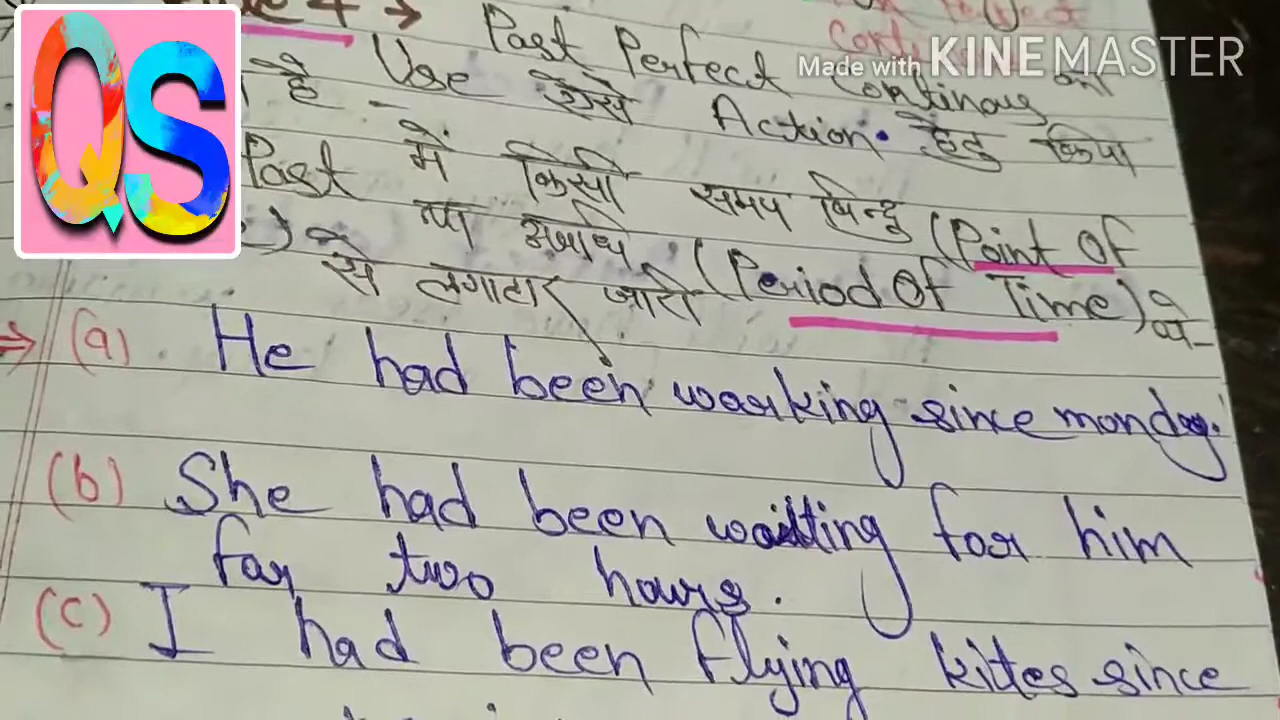 QS
Made with KINEMASTER
4 → Past Perfect Continous का
है - Use ऐसे Action. हेतु किया
Past में किसी समय बिन्दु (Point Of
) या अवधि (Period Of Time)
से लगातार जारी
(a) He had been working since monday.
(b) She had been waiting for him
for two hours.
(c) I had been flying kites since